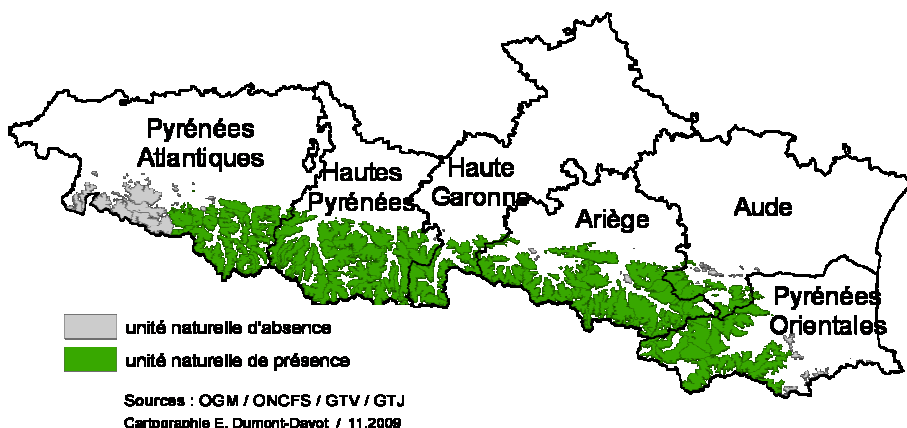 Pyrénées
Atlantiques
Hautes
Pyrénées
Haute
Garonne
Ariège
Aude
Pyrénées
Orientales
unité naturelle d'absence
unité naturelle de présence
Sources : OGM / ONCFS / GTV / GTJ
Cartographie E. Dumont-Dayot / 11.2009